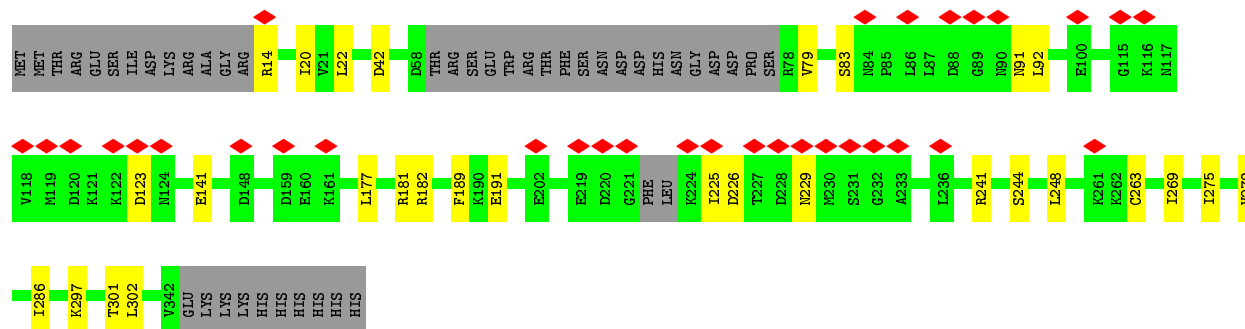 MET MET THR ARG GLU SER ILE ASP LYS ARG ALA GLY ARG R14 I20 V21 L22 D42 D58 THR ARG SER GLU TRP ARG THR PHE SER ASN ASP ASP HIS ASN GLY ASP ASP PRO SER R78 V79 S83 N84 P85 L86 L87 D88 G89 N90 N91 L92 E100 G115 K116 N117
V118 M119 D120 K121 K122 D123 N124 E141 D148 D159 E160 K161 L177 R181 R182 F189 K190 E191 E202 E219 D220 G221 PHE LEU K224 I225 D226 T227 D228 N229 M230 S231 G232 A233 L236 R241 S244 L248 K261 K262 C263 I269 I275
I286 K297 T301 L302 V342 GLU LYS LYS LYS HIS HIS HIS HIS HIS HIS